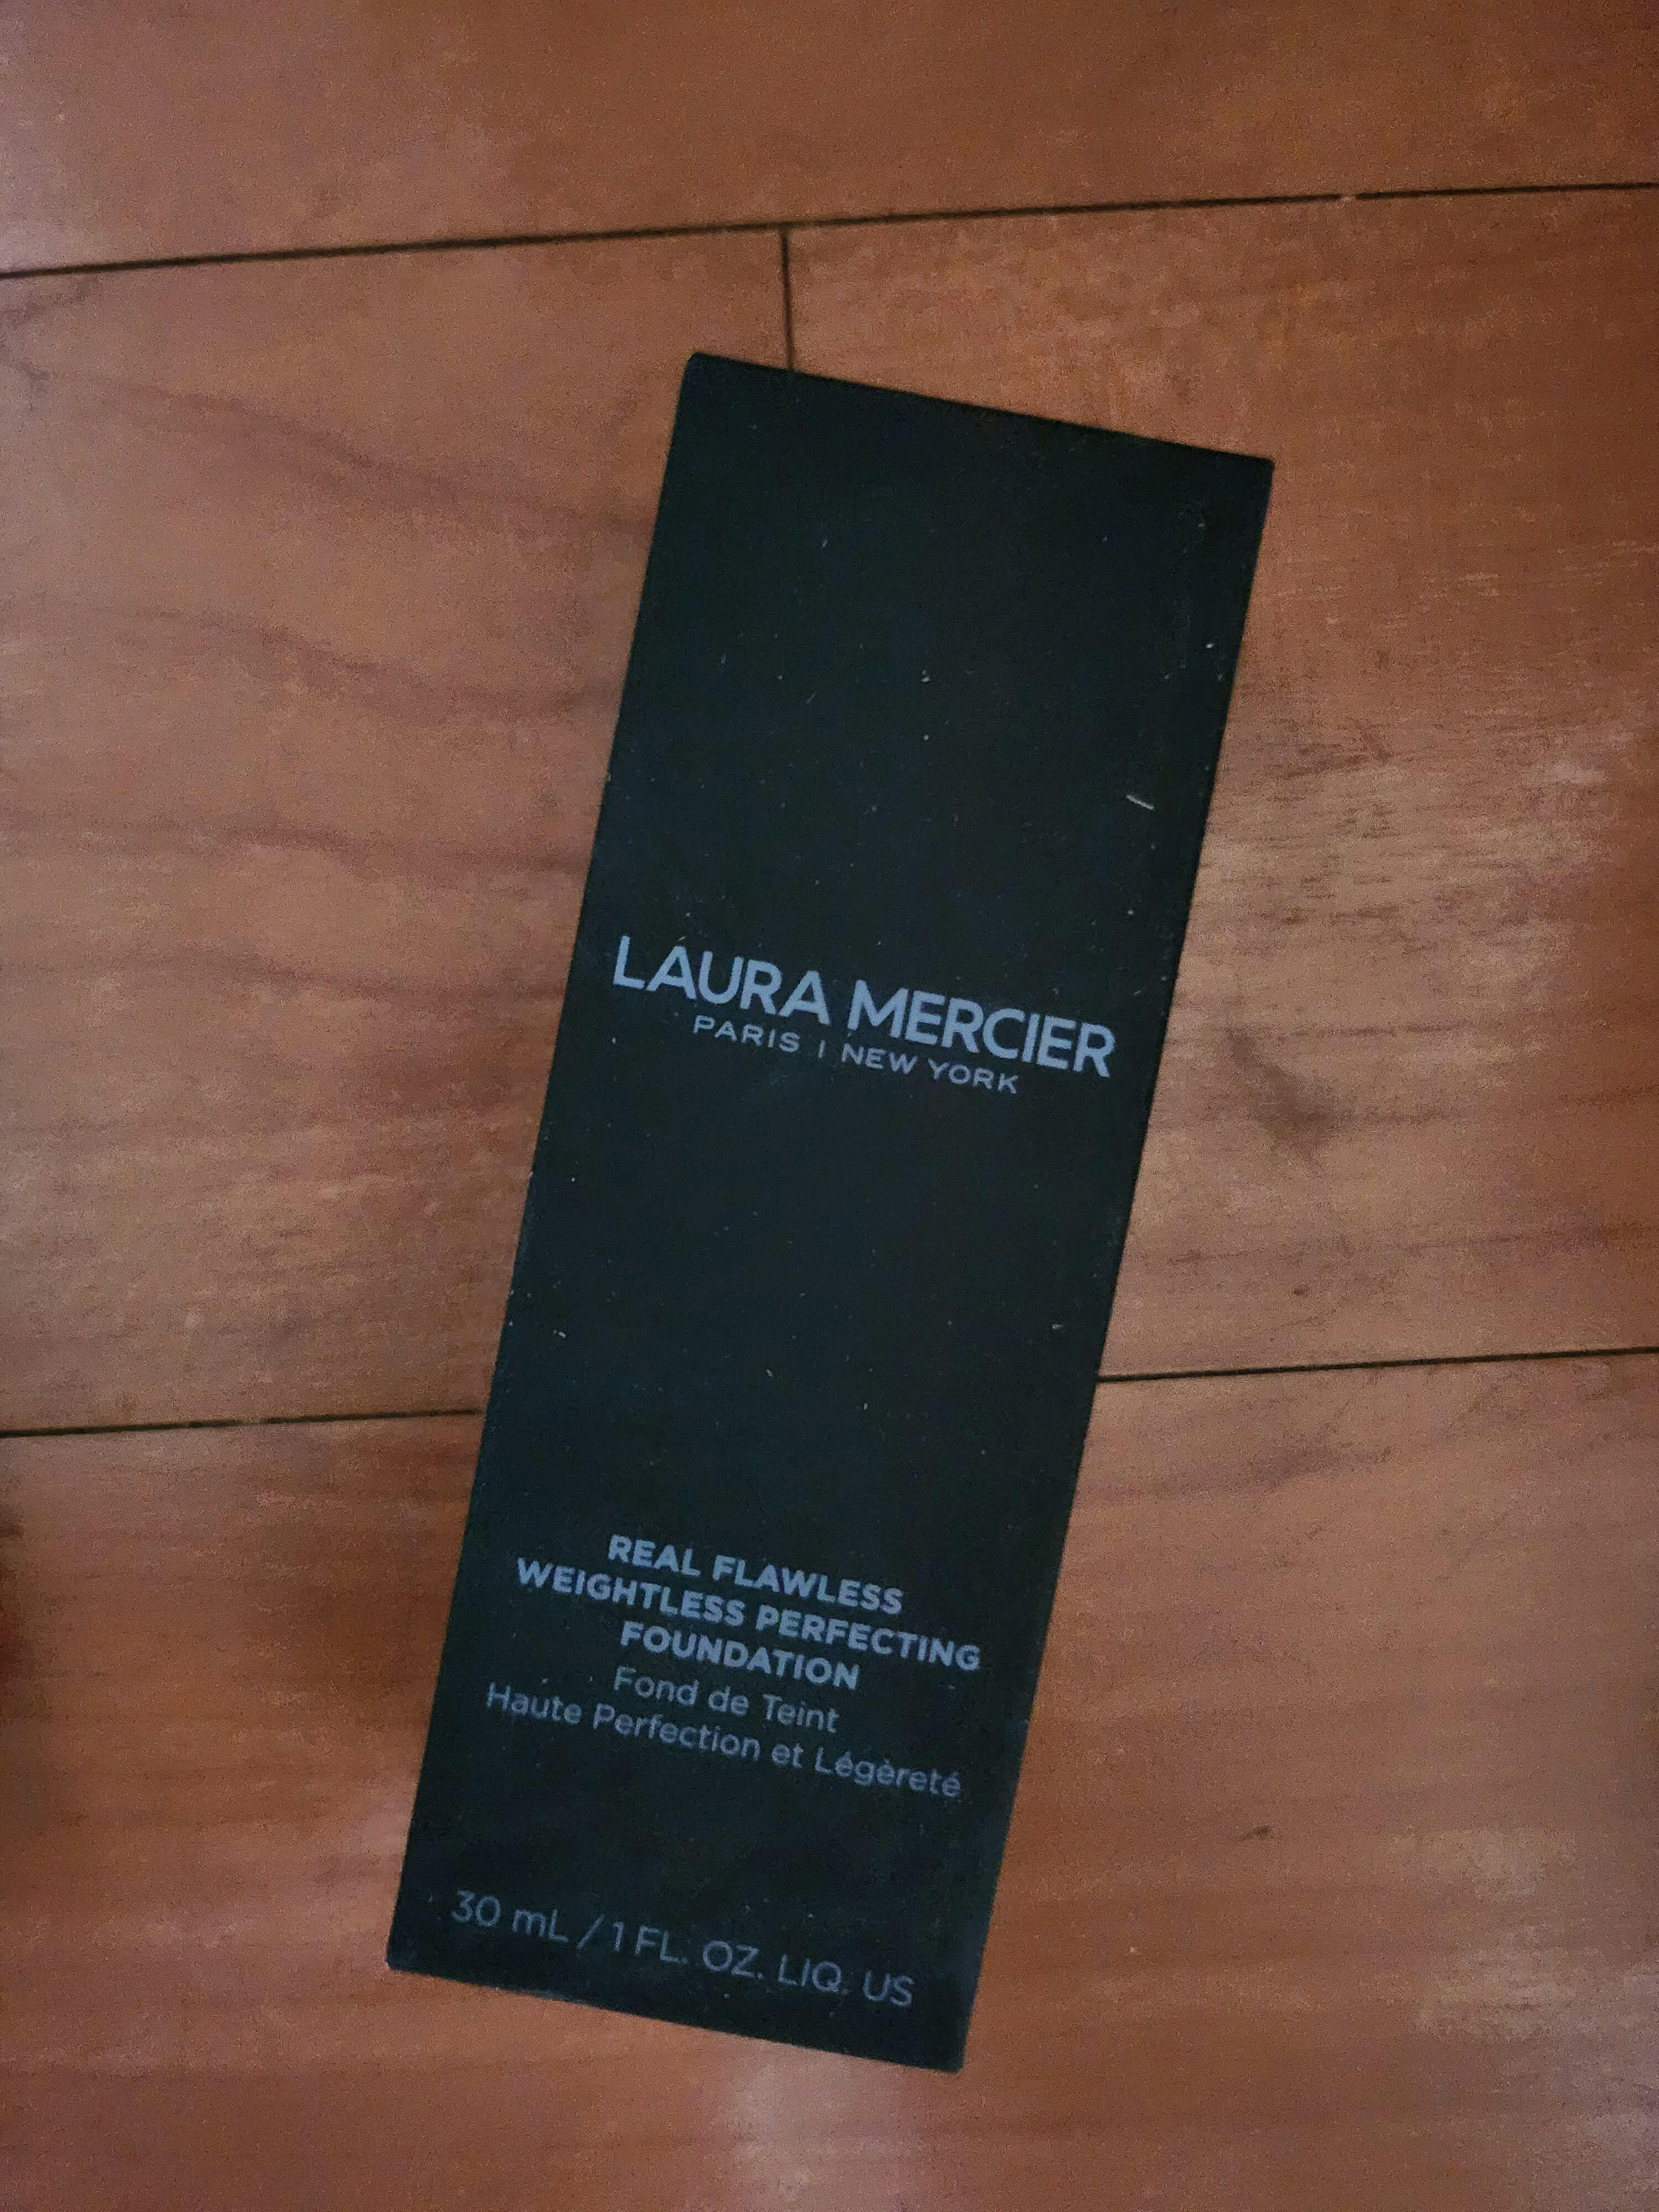 LAURA MERCIER
PARIS | NEW YORK
REAL FLAWLESS
WEIGHTLESS PERFECTING
FOUNDATION
Fond de Teint
Haute Perfection et Légèreté
30 mL / 1 FL. OZ. LIQ. US